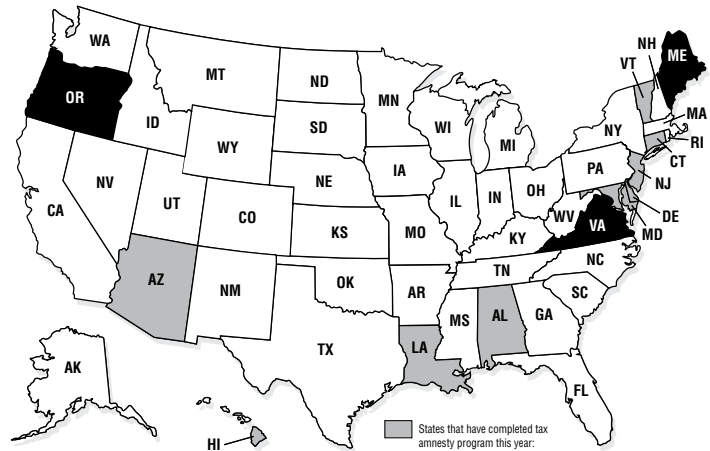 WA
NH
ME
VT
MT
ND
OR
MN
MA
ID
SD
WI
NY
WY
MI
RI
CT
IA
PA
NE
NJ
NV
OH
UT
IL
IN
CA
CO
DE
WV
VA
KS
MO
MD
KY
NC
TN
AZ
OK
NM
AR
SC
MS
AL
GA
LA
TX
AK
FL
HI
States that have completed tax
amnesty program this year: